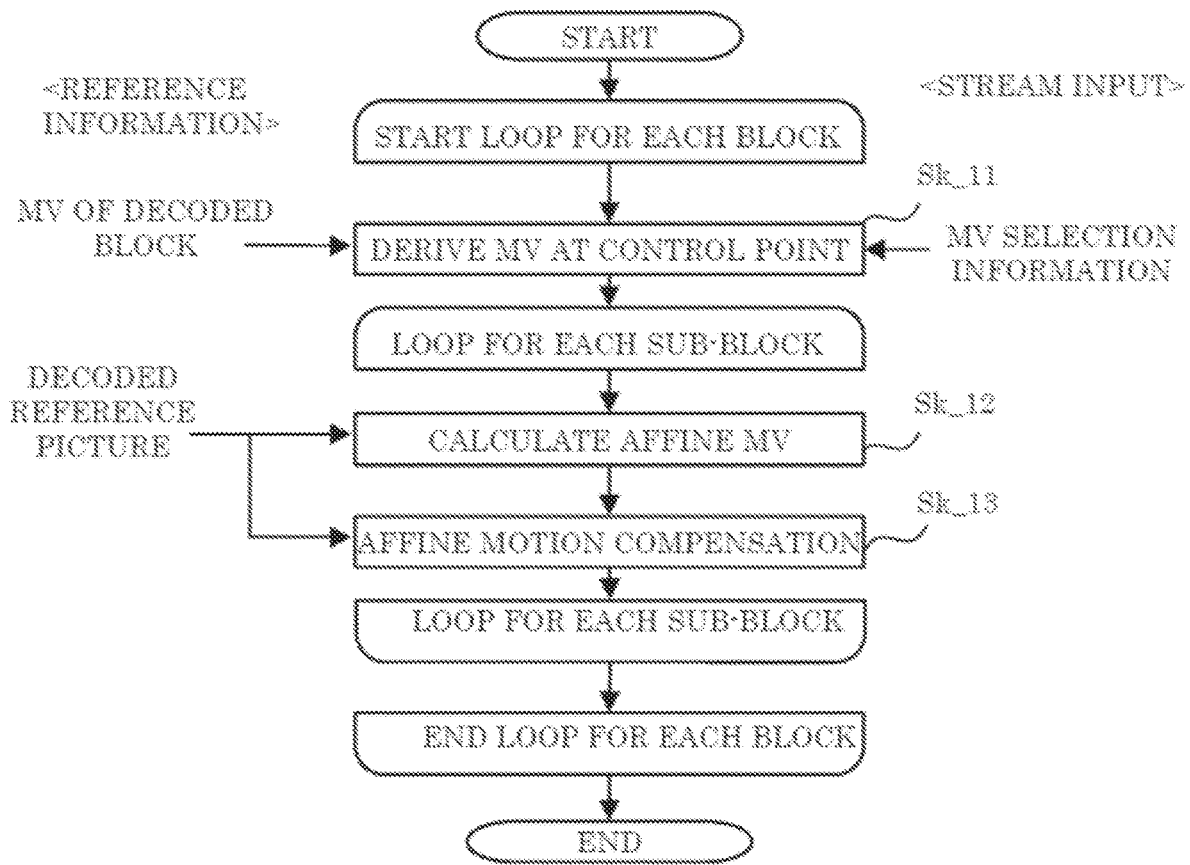 START
<REFERENCE
INFORMATION>
<STREAM INPUT>
START LOOP FOR EACH BLOCK
Sk_11
MV OF DECODED
BLOCK
DERIVE MV AT CONTROL POINT
MV SELECTION
INFORMATION
LOOP FOR EACH SUB-BLOCK
DECODED
REFERENCE
PICTURE
Sk_12
CALCULATE AFFINE MV
Sk_13
AFFINE MOTION COMPENSATION
LOOP FOR EACH SUB-BLOCK
END LOOP FOR EACH BLOCK
END